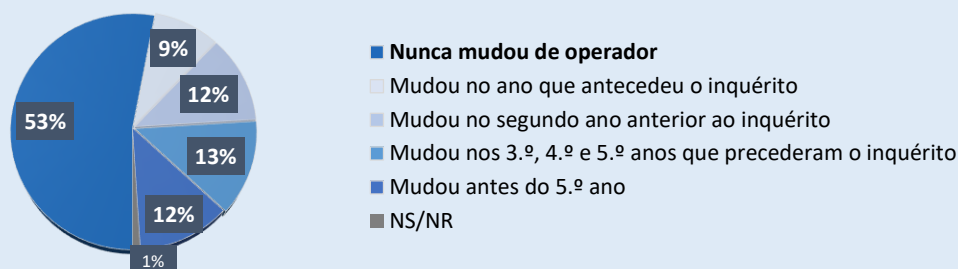 9%
12%
53%
13%
12%
1%
Nunca mudou de operador
Mudou no ano que antecedeu o inquérito
Mudou no segundo ano anterior ao inquérito
Mudou nos 3.º, 4.º e 5.º anos que precederam o inquérito
Mudou antes do 5.º ano
NS/NR